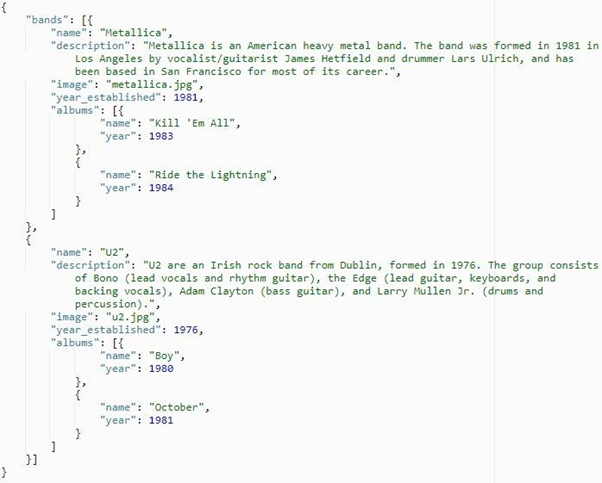 {
    "bands": [{
        "name": "Metallica",
        "description": "Metallica is an American heavy metal band. The band was formed in 1981 in
            Los Angeles by vocalist/guitarist James Hetfield and drummer Lars Ulrich, and has
            been based in San Francisco for most of its career.",
        "image": "metallica.jpg",
        "year_established": 1981,
        "albums": [{
                "name": "Kill 'Em All",
                "year": 1983
            },
            {
                "name": "Ride the Lightning",
                "year": 1984
            }
        ]
    },
    {
        "name": "U2",
        "description": "U2 are an Irish rock band from Dublin, formed in 1976. The group consists
            of Bono (lead vocals and rhythm guitar), the Edge (lead guitar, keyboards, and
            backing vocals), Adam Clayton (bass guitar), and Larry Mullen Jr. (drums and
            percussion).",
        "image": "u2.jpg",
        "year_established": 1976,
        "albums": [{
                "name": "Boy",
                "year": 1980
            },
            {
                "name": "October",
                "year": 1981
            }
        ]
    }]
}